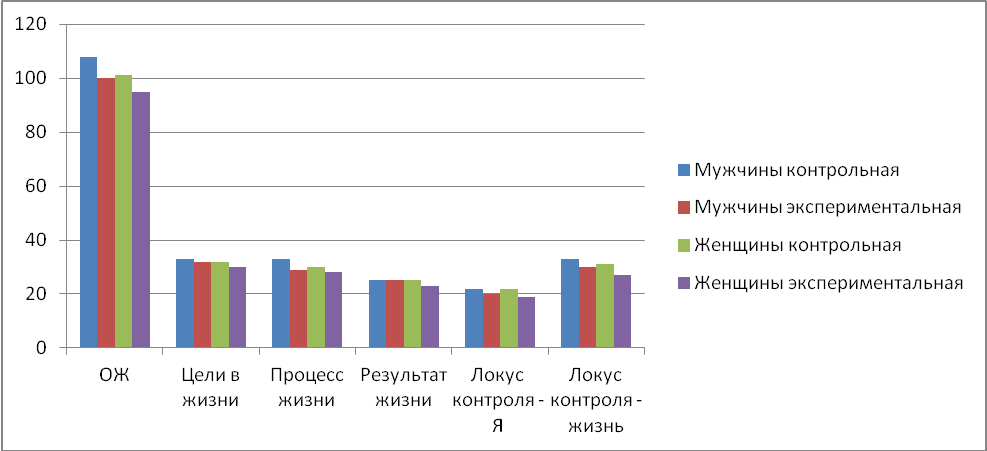 120
100
80
60
40
20
0
ОЖ
Цели в
жизни
Процесс
жизни
Результат
жизни
Локус
контроля -
Я
Локус
контроля -
жизнь
Мужчины контрольная
Мужчины экспериментальная
Женщины контрольная
Женщины экспериментальная